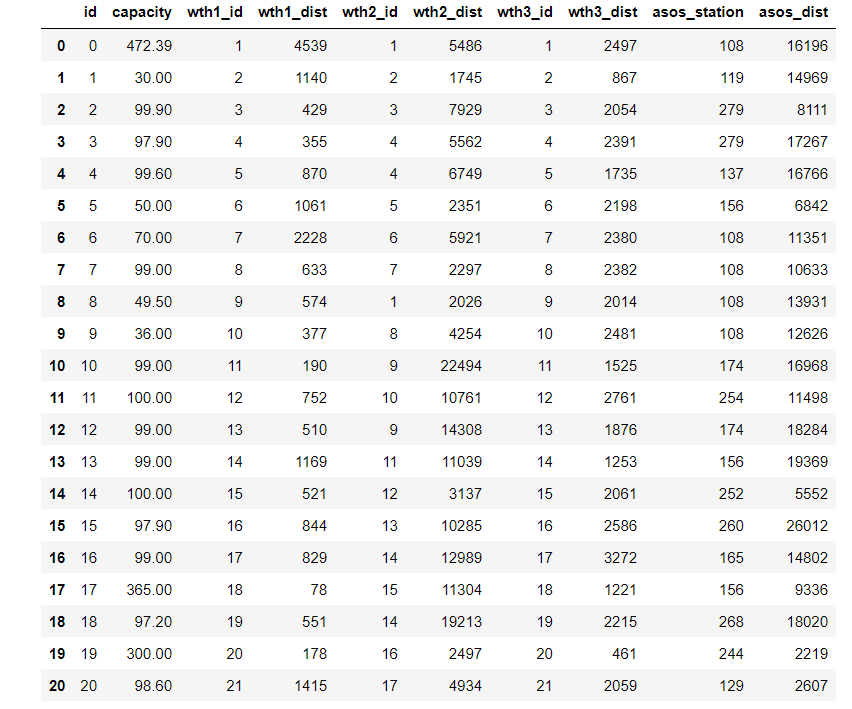 id capacity wth1_id wth1_dist wth2_id wth2_dist wth3_id wth3_dist asos_station asos_dist
0 0 472.39 1 4539 1 5486 1 2497 108 16196
1 1 30.00 2 1140 2 1745 2 867 119 14969
2 2 99.90 3 429 3 7929 3 2054 279 8111
3 3 97.90 4 355 4 5562 4 2391 279 17267
4 4 99.60 5 870 4 6749 5 1735 137 16766
5 5 50.00 6 1061 5 2351 6 2198 156 6842
6 6 70.00 7 2228 6 5921 7 2380 108 11351
7 7 99.00 8 633 7 2297 8 2382 108 10633
8 8 49.50 9 574 1 2026 9 2014 108 13931
9 9 36.00 10 377 8 4254 10 2481 108 12626
10 10 99.00 11 190 9 22494 11 1525 174 16968
11 11 100.00 12 752 10 10761 12 2761 254 11498
12 12 99.00 13 510 9 14308 13 1876 174 18284
13 13 99.00 14 1169 11 11039 14 1253 156 19369
14 14 100.00 15 521 12 3137 15 2061 252 5552
15 15 97.90 16 844 13 10285 16 2586 260 26012
16 16 99.00 17 829 14 12989 17 3272 165 14802
17 17 365.00 18 78 15 11304 18 1221 156 9336
18 18 97.20 19 551 14 19213 19 2215 268 18020
19 19 300.00 20 178 16 2497 20 461 244 2219
20 20 98.60 21 1415 17 4934 21 2059 129 2607